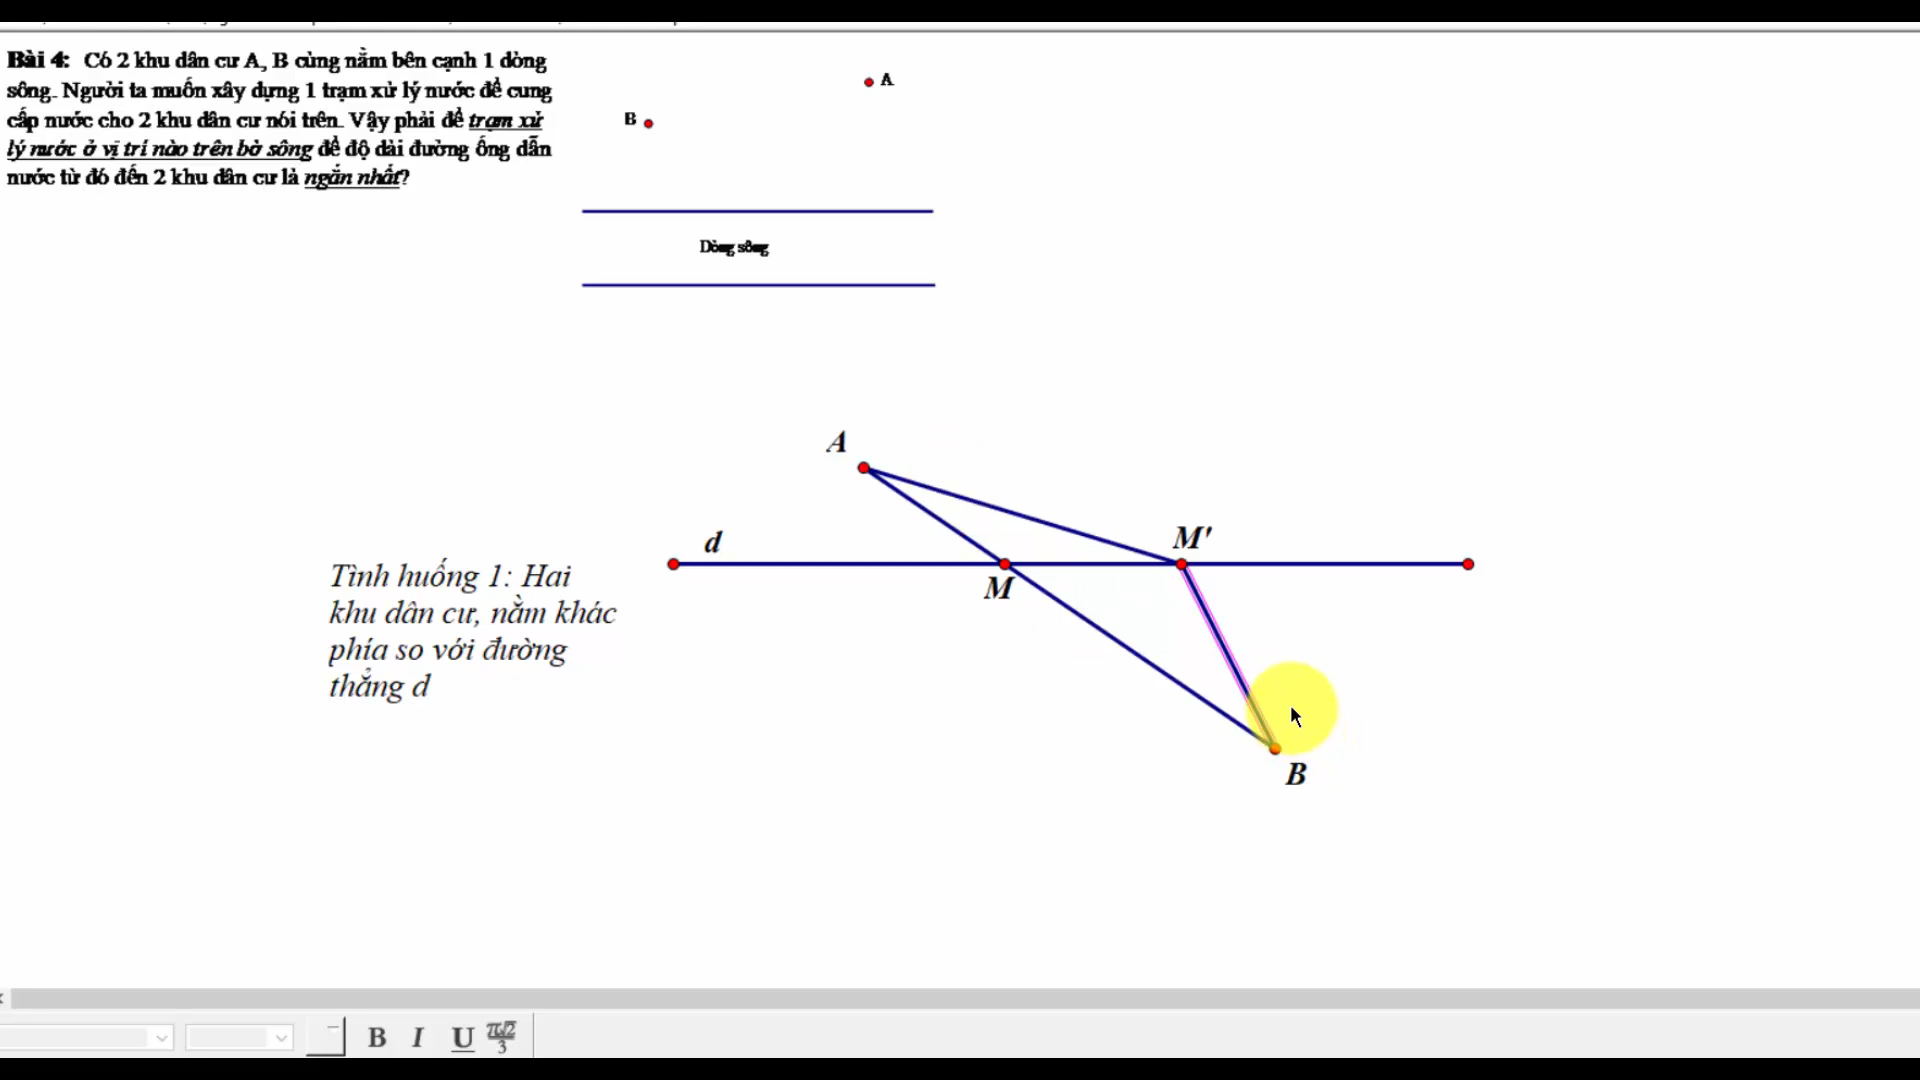 Bài 4: Có 2 khu dân cư A, B cùng nằm bên cạnh 1 dòng
sông. Người ta muốn xây dựng 1 trạm xử lý nước để cung
cấp nước cho 2 khu dân cư nói trên. Vậy phải để trạm xử
lý nước ở vị trí nào trên bờ sông để độ dài đường ống dẫn
nước từ đó đến 2 khu dân cư là ngắn nhất?
A
B
Dòng sông
A
d
M'
M
Tình huống 1: Hai
khu dân cư, nằm khác
phía so với đường
thẳng d
B
B I U π√2/3